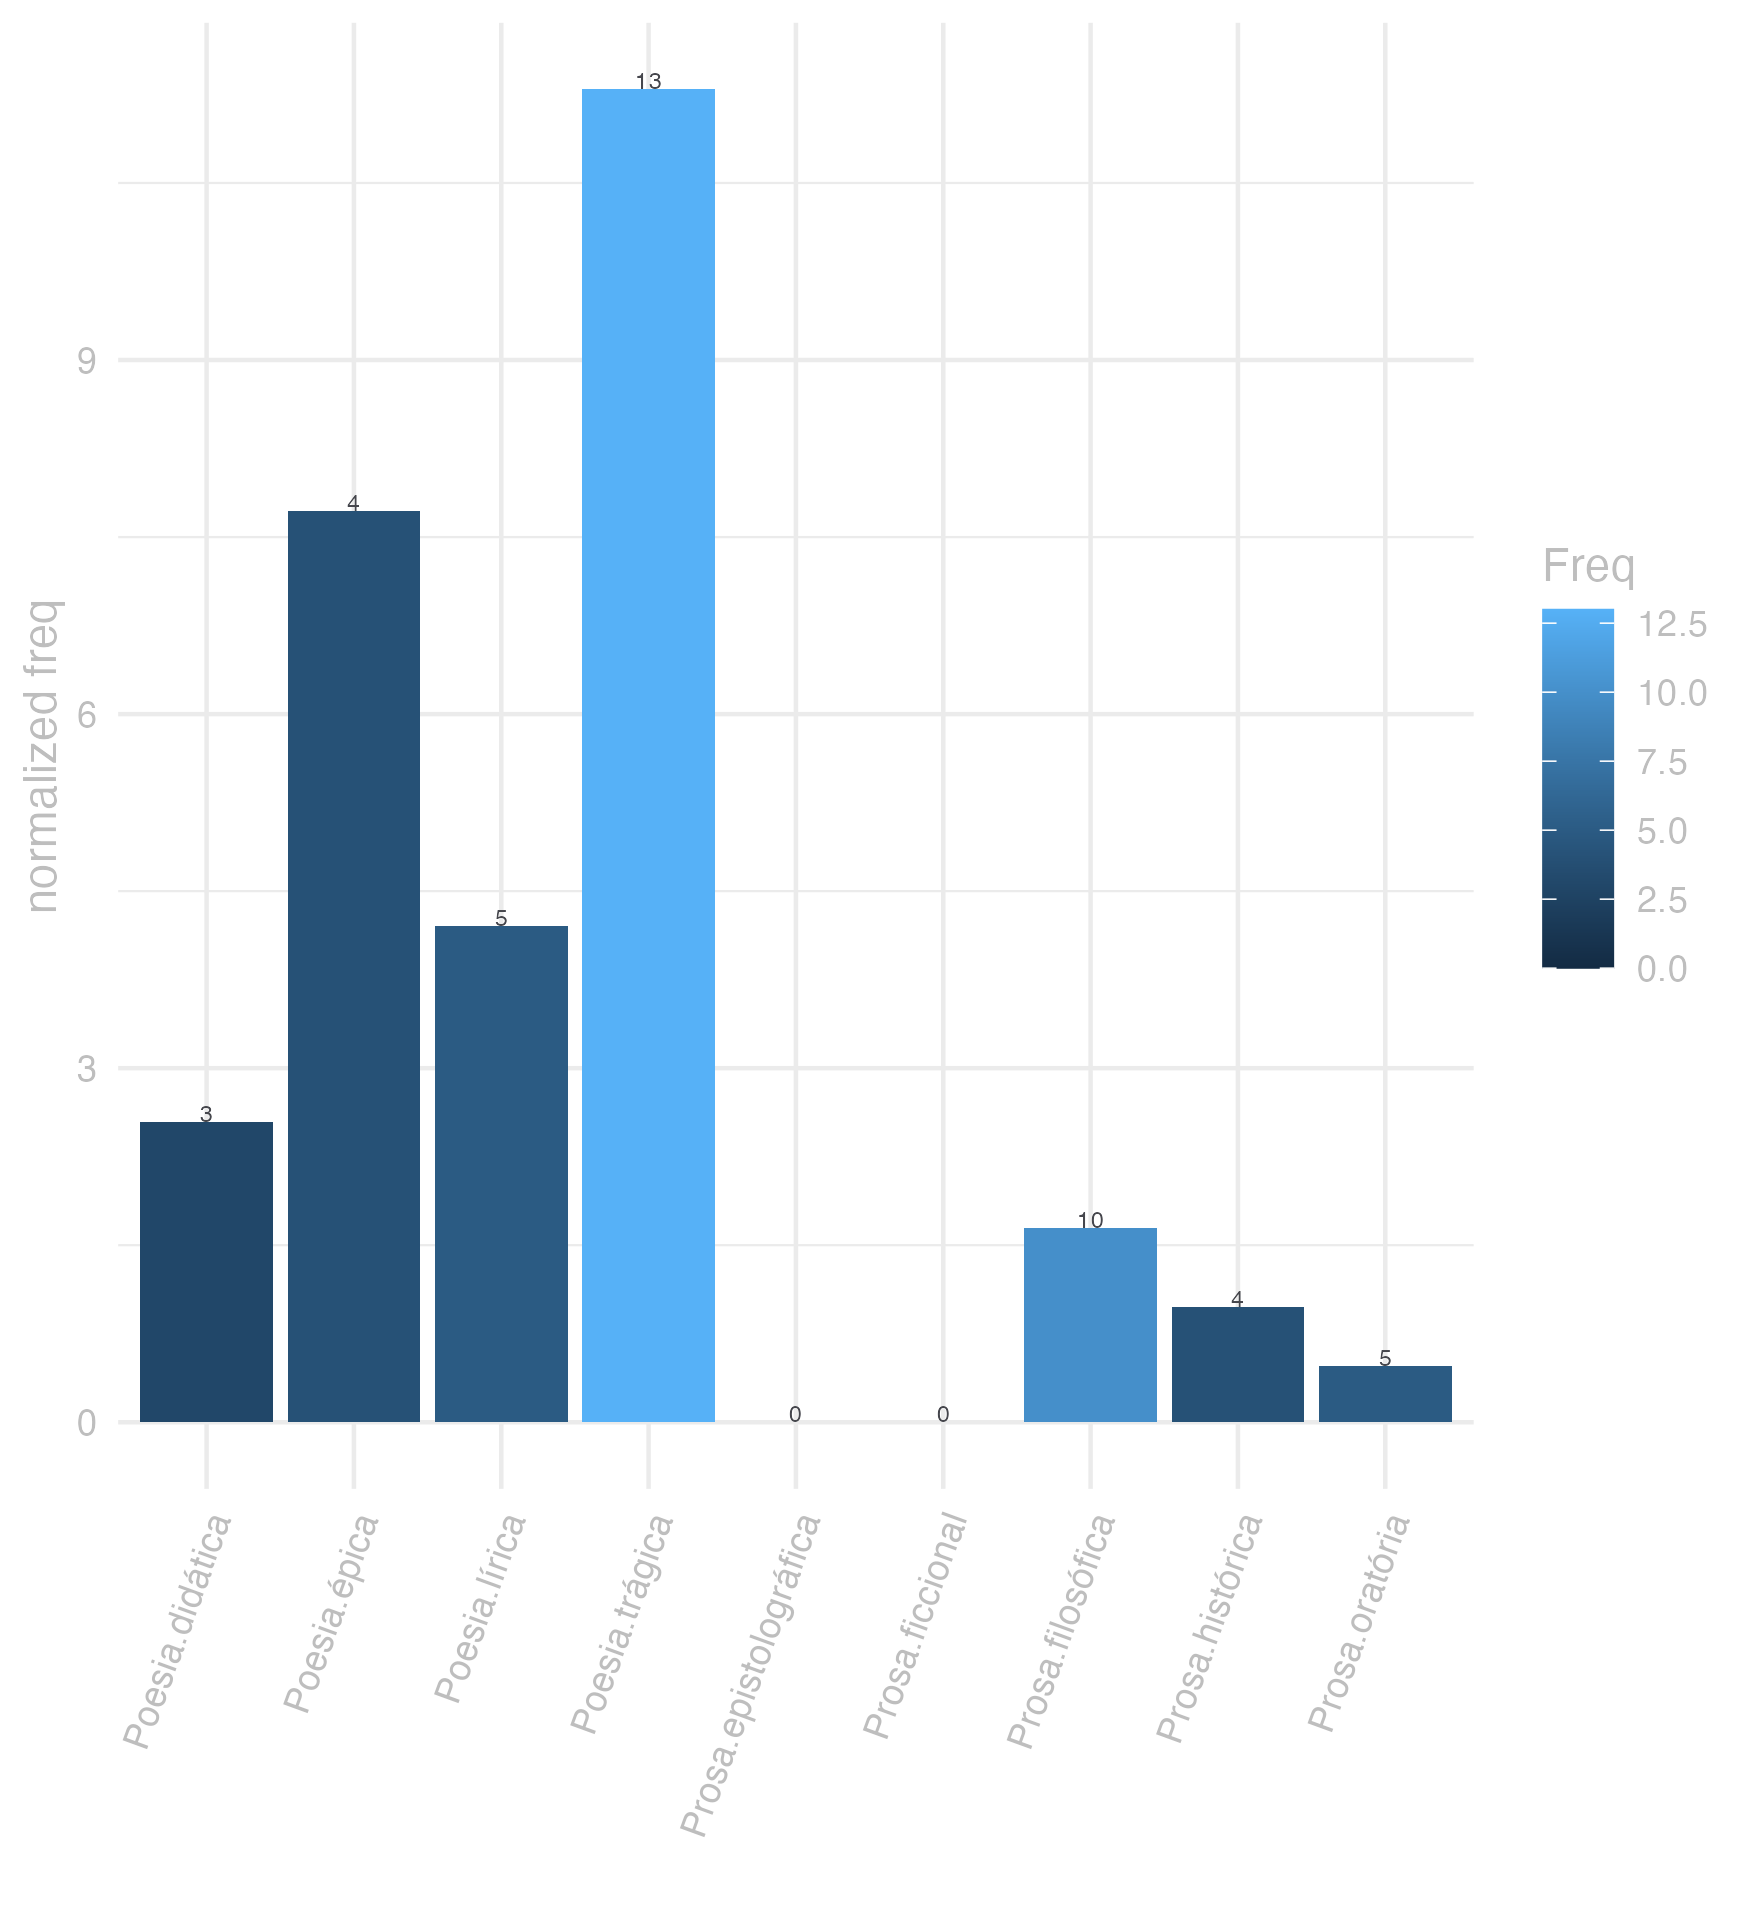 13
4
5
3
0
0
10
4
5
9
6
3
0
normalized freq
Poesia.didática
Poesia.épica
Poesia.lírica
Poesia.trágica
Prosa.epistolográfica
Prosa.ficcional
Prosa.filosófica
Prosa.histórica
Prosa.oratória
Freq
12.5
10.0
7.5
5.0
2.5
0.0